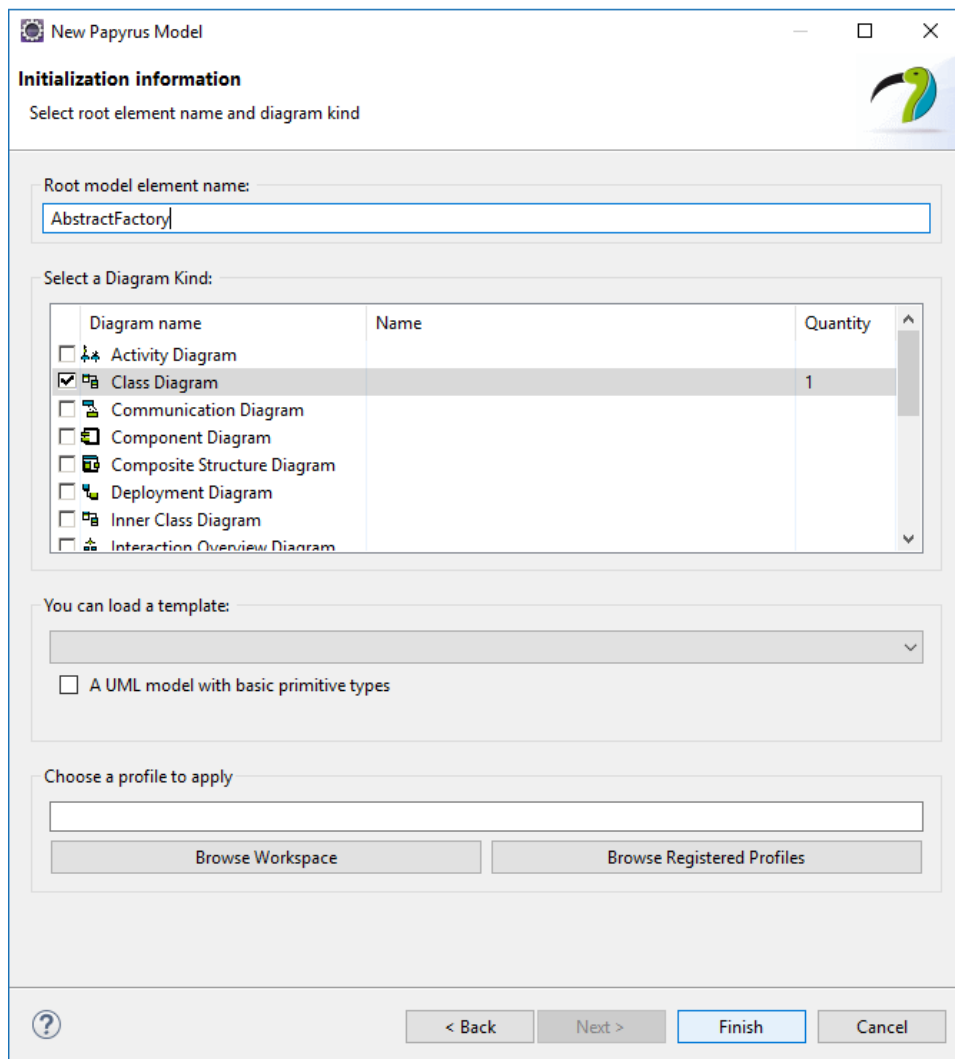 New Papyrus Model
Initialization information
Select root element name and diagram kind
Root model element name:
AbstractFactory
Select a Diagram Kind:
Diagram name Name Quantity
Activity Diagram
Class Diagram 1
Communication Diagram
Component Diagram
Composite Structure Diagram
Deployment Diagram
Inner Class Diagram
Interaction Overview Diagram
You can load a template:
A UML model with basic primitive types
Choose a profile to apply
Browse Workspace Browse Registered Profiles
? < Back Next > Finish Cancel